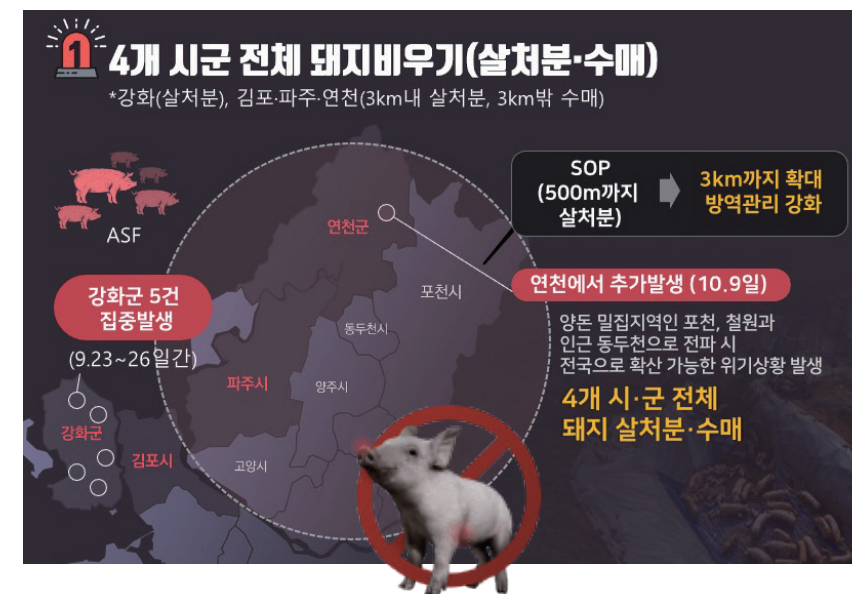 1 4개 시군 전체 돼지비우기(살처분·수매)
*강화(살처분), 김포·파주·연천(3km내 살처분, 3km밖 수매)
ASF
SOP
(500m까지
살처분)
3km까지 확대
방역관리 강화
연천군
포천시
동두천시
양주시
파주시
고양시
강화군 5건
집중발생
(9.23~26일간)
강화군
김포시
연천에서 추가발생 (10.9일)
양돈 밀집지역인 포천, 철원과
인근 동두천으로 전파 시
전국으로 확산 가능한 위기상황 발생
4개 시·군 전체
돼지 살처분·수매